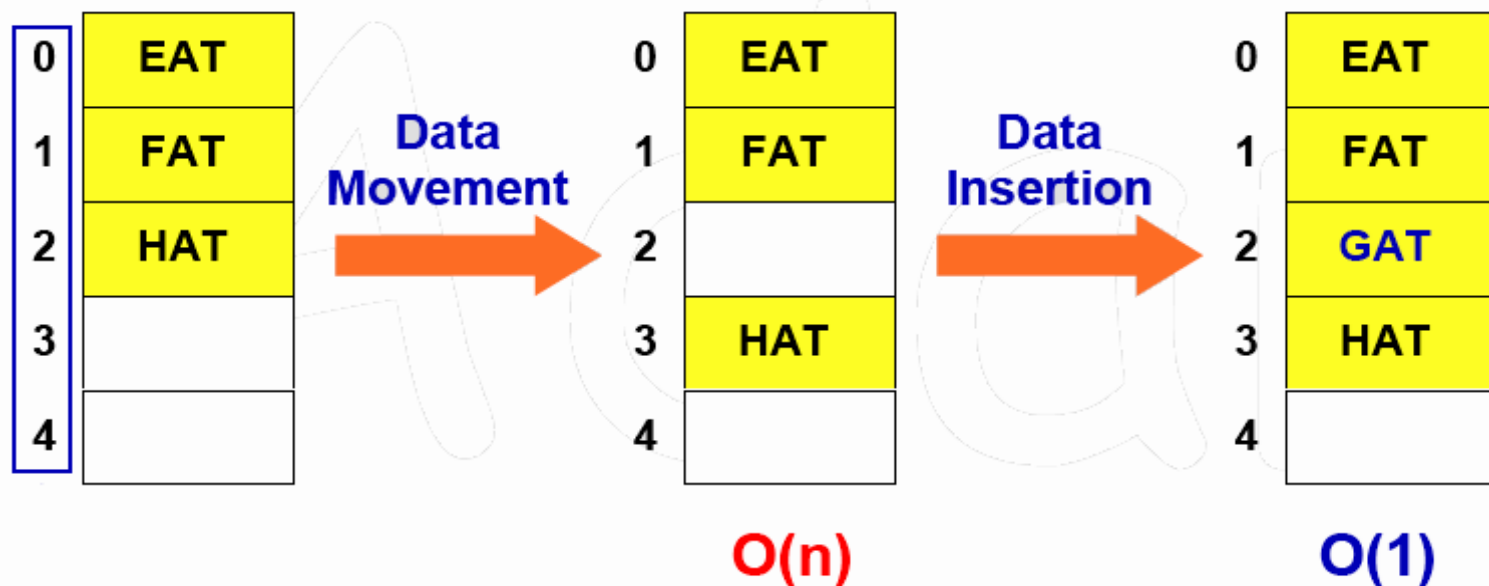 0 EAT
1 FAT
2 HAT
3
4
Data
Movement
0 EAT
1 FAT
2
3 HAT
4
O(n)
Data
Insertion
0 EAT
1 FAT
2 GAT
3 HAT
4
O(1)